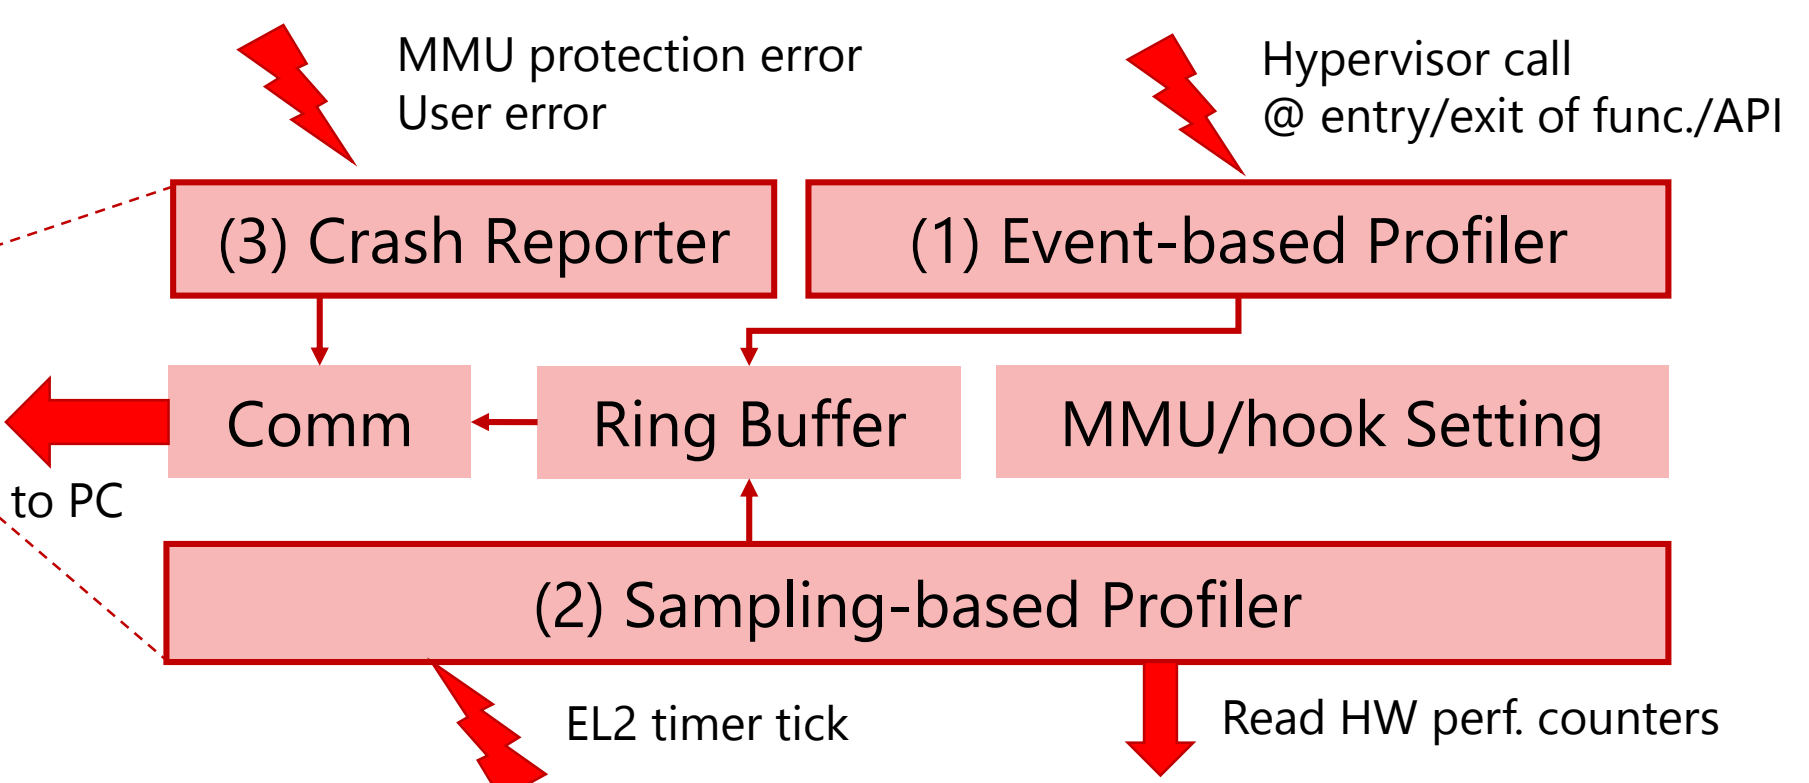 MMU protection error
User error
Hypervisor call
@ entry/exit of func./API
(3) Crash Reporter
(1) Event-based Profiler
Comm
Ring Buffer
MMU/hook Setting
to PC
(2) Sampling-based Profiler
EL2 timer tick
Read HW perf. counters